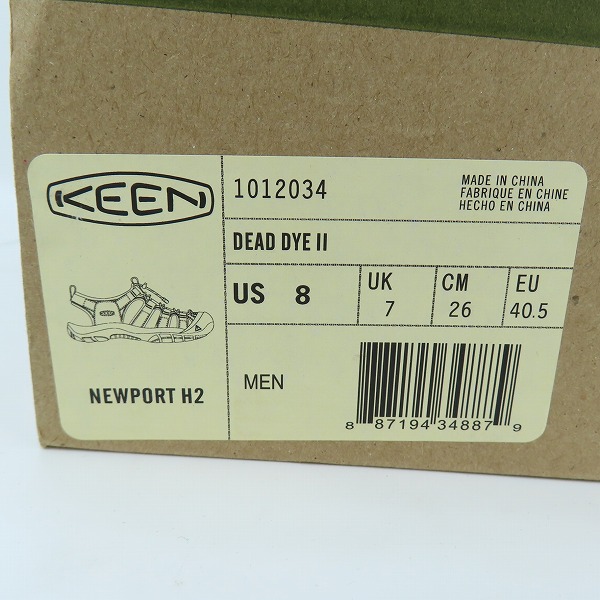 KEEN
1012034
MADE IN CHINA
FABRIQUE EN CHINE
HECHO EN CHINA
DEAD DYE II
US 8
UK 7
CM 26
EU 40.5
KEEN
NEWPORT H2
MEN
8 87194 34887 9